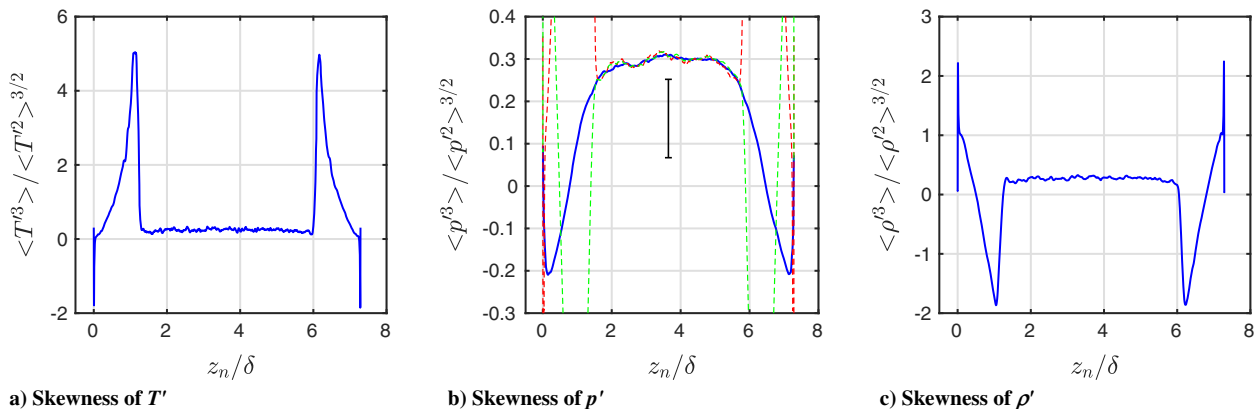 <T'³>/<T'²>³/²
6
4
2
0
-2
0 2 4 6 8
zₙ/δ
a) Skewness of T'
<p'³>/<p'²>³/²
0.4
0.3
0.2
0.1
0
-0.1
-0.2
-0.3
0 2 4 6 8
zₙ/δ
b) Skewness of p'
<ρ'³>/<ρ'²>³/²
3
2
1
0
-1
-2
0 2 4 6 8
zₙ/δ
c) Skewness of ρ'